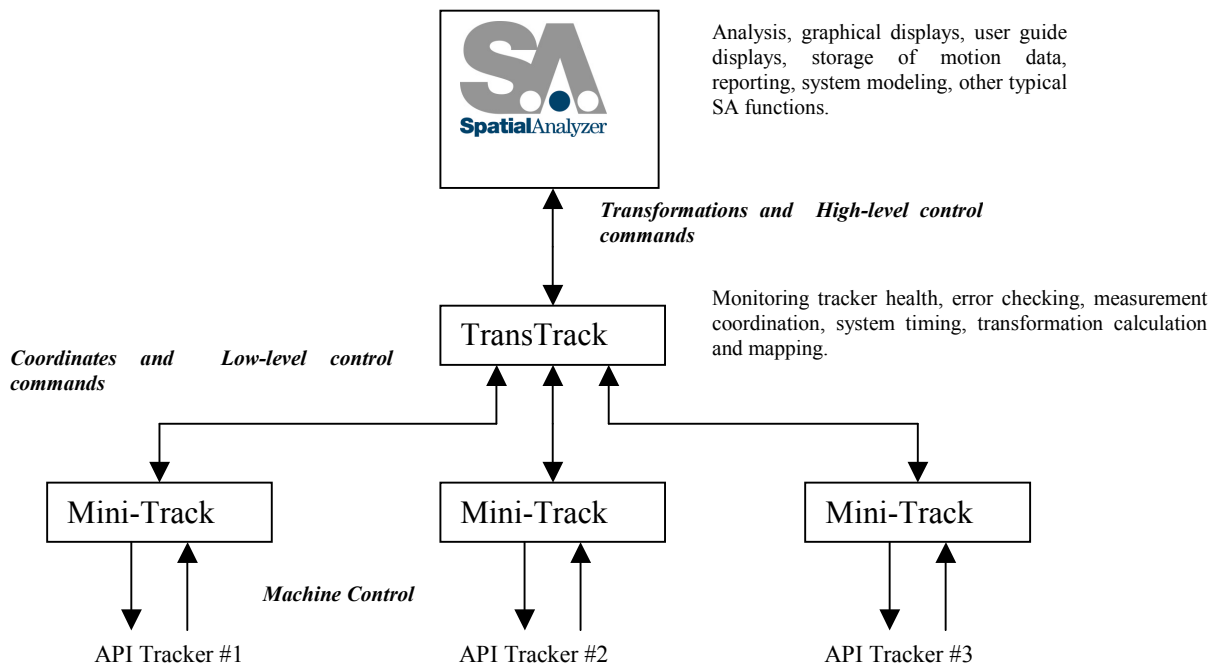 SA
SpatialAnalyzer
Analysis, graphical displays, user guide
displays, storage of motion data,
reporting, system modeling, other typical
SA functions.
Transformations and High-level control
commands
TransTrack
Monitoring tracker health, error checking, measurement
coordination, system timing, transformation calculation
and mapping.
Coordinates and Low-level control
commands
Mini-Track
Mini-Track
Mini-Track
Machine Control
API Tracker #1
API Tracker #2
API Tracker #3